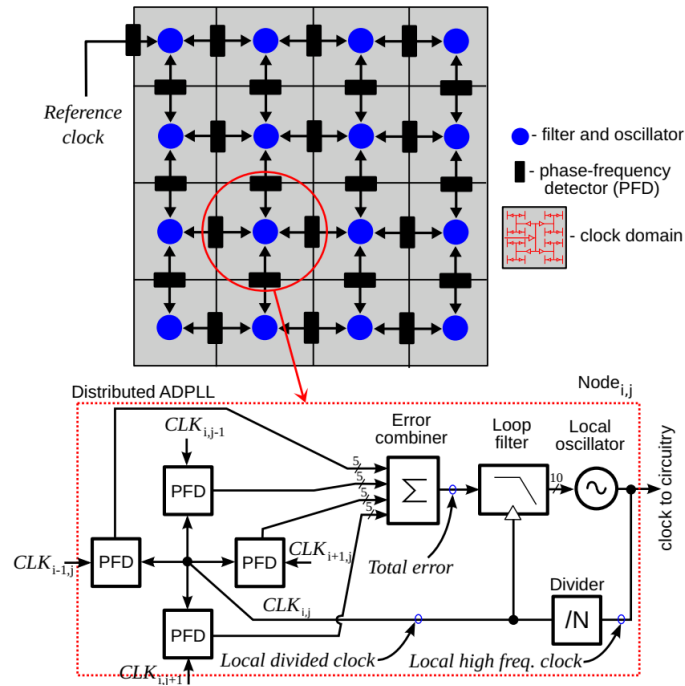 Reference
clock
- filter and oscillator
- phase-frequency
detector (PFD)
- clock domain
Distributed ADPLL
Node i,j
CLK i,j-1
Error
combiner
Loop
filter
Local
oscillator
clock to circuitry
5
5
5
5
10
PFD
Σ
PFD
PFD
CLK i-1,j
CLK i+1,j
Total error
Divider
CLK i,j
/N
PFD
Local divided clock
Local high freq. clock
CLK i,j+1